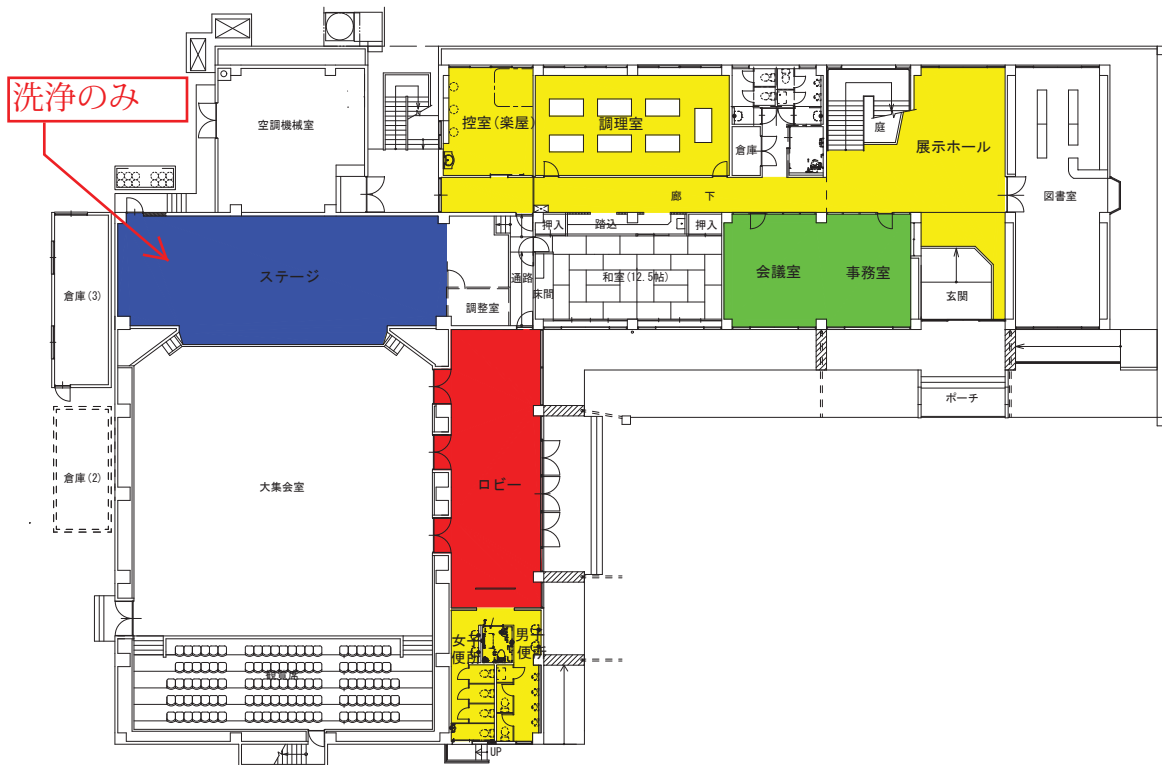 洗浄のみ
空調機械室
控室(楽屋)
調理室
倉庫
庭
展示ホール
図書室
廊 下
押入
踏込
押入
ステージ
通路
調整室
床間
和室(12.5帖)
会議室
事務室
玄関
倉庫(3)
ポーチ
倉庫(2)
大集会室
ロビー
女子
便所
男子
便所
観覧席
UP